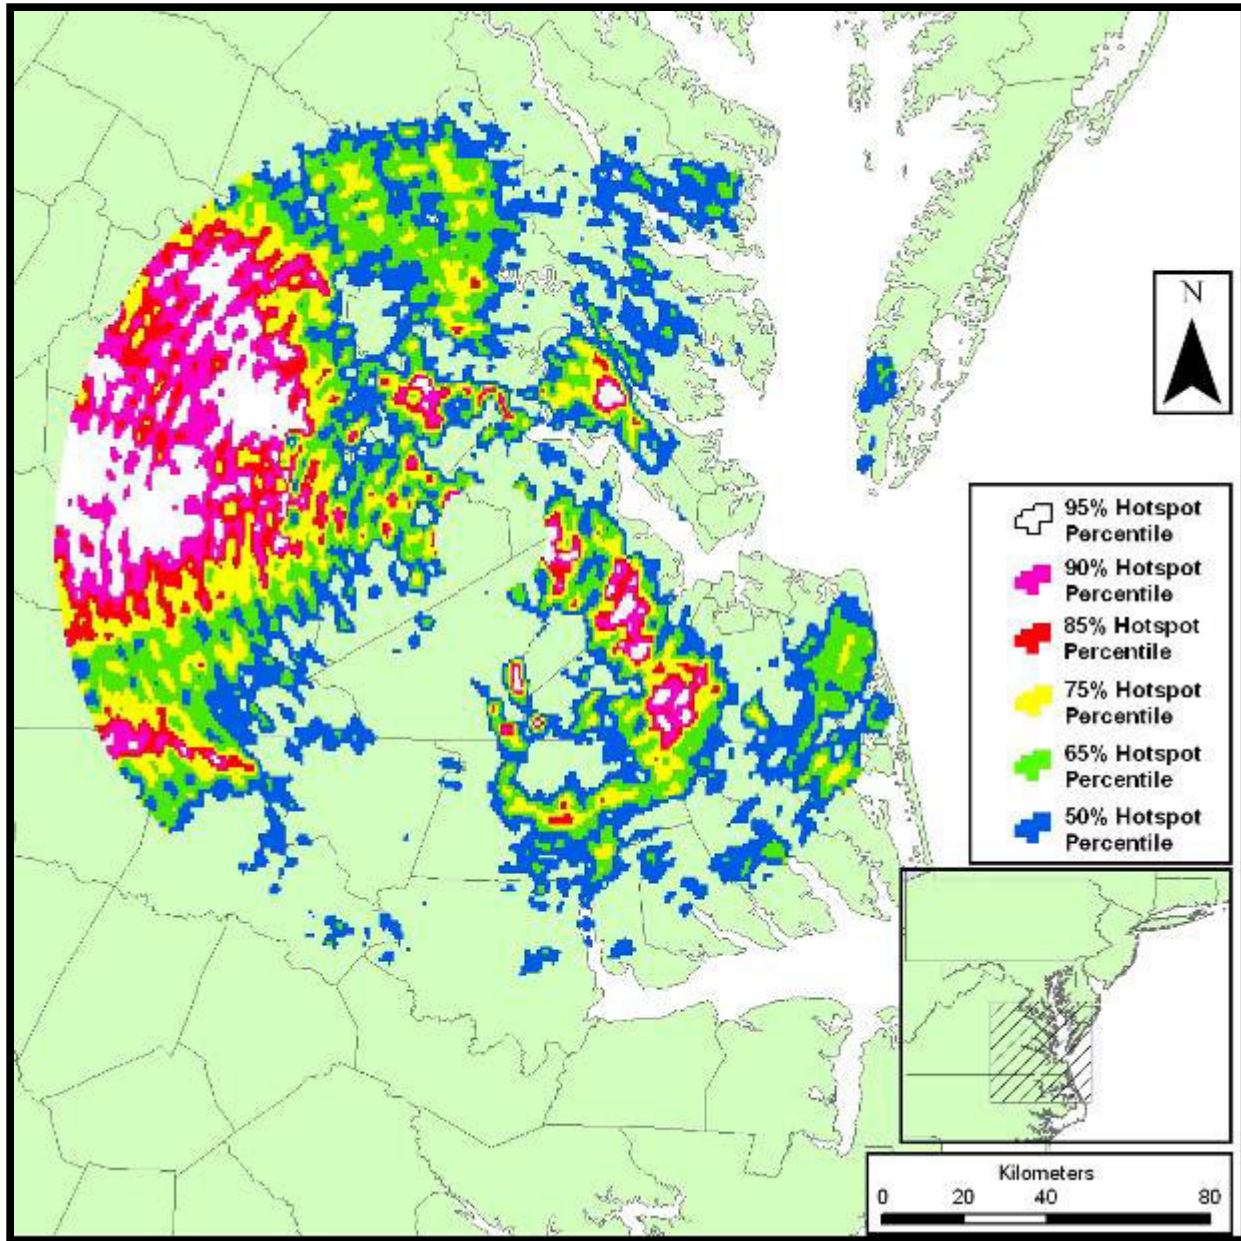 N
95% Hotspot
Percentile
90% Hotspot
Percentile
85% Hotspot
Percentile
75% Hotspot
Percentile
65% Hotspot
Percentile
50% Hotspot
Percentile
Kilometers
0 20 40 80